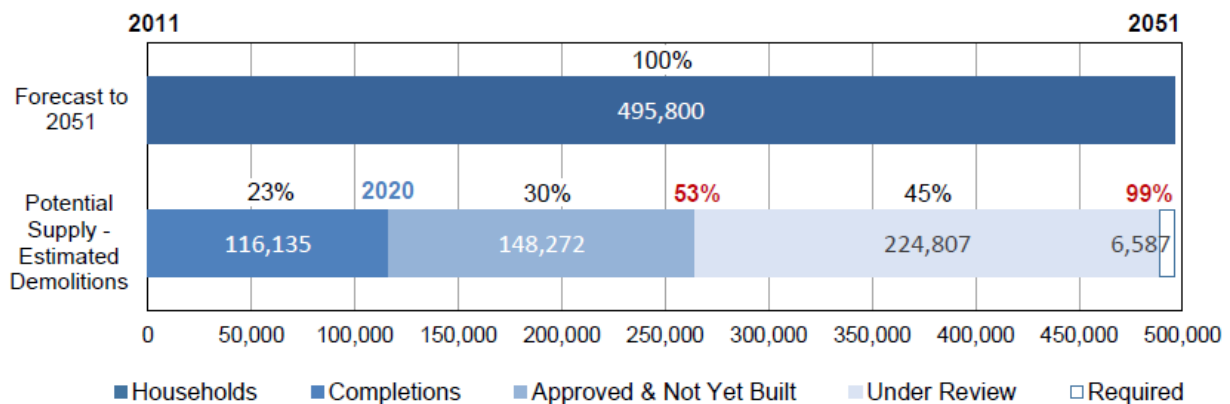 2011 2051
100%
Forecast to
2051
495,800
23% 2020 30% 53% 45% 99%
Potential
Supply -
Estimated
Demolitions
116,135 148,272 224,807 6,587
0 50,000 100,000 150,000 200,000 250,000 300,000 350,000 400,000 450,000 500,000
Households Completions Approved & Not Yet Built Under Review Required